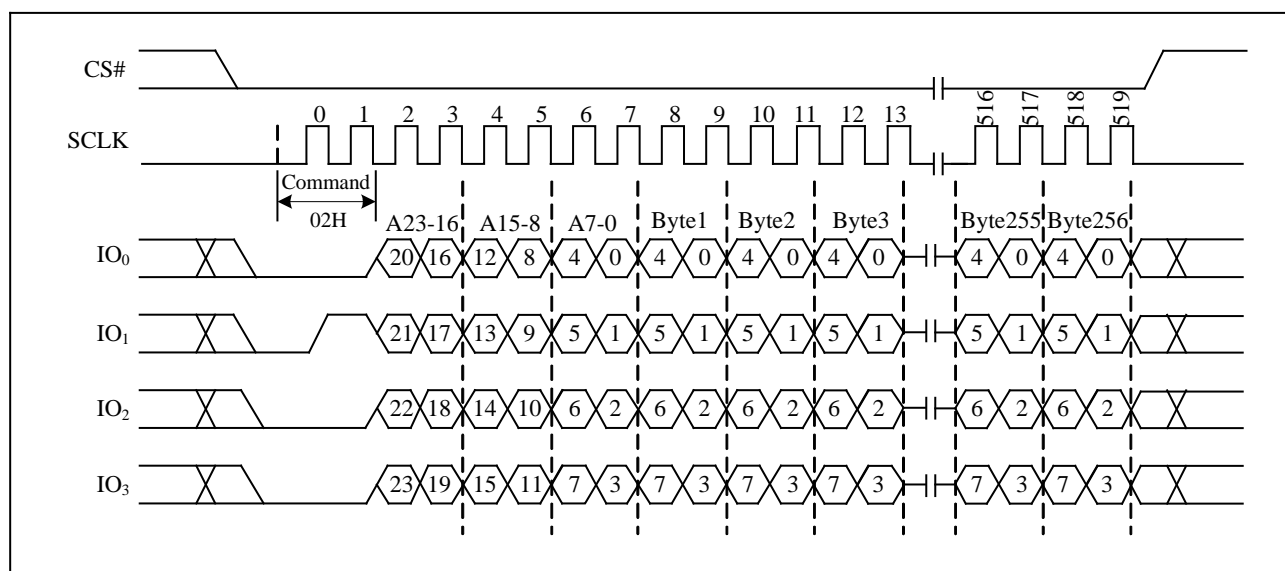 CS#
0 1 2 3 4 5 6 7 8 9 10 11 12 13 516 517 518 519
SCLK
Command
02H
A23-16 A15-8 A7-0 Byte1 Byte2 Byte3 Byte255 Byte256
IO0 20 16 12 8 4 0 4 0 4 0 4 0 4 0 4 0
IO1 21 17 13 9 5 1 5 1 5 1 5 1 5 1 5 1
IO2 22 18 14 10 6 2 6 2 6 2 6 2 6 2 6 2
IO3 23 19 15 11 7 3 7 3 7 3 7 3 7 3 7 3